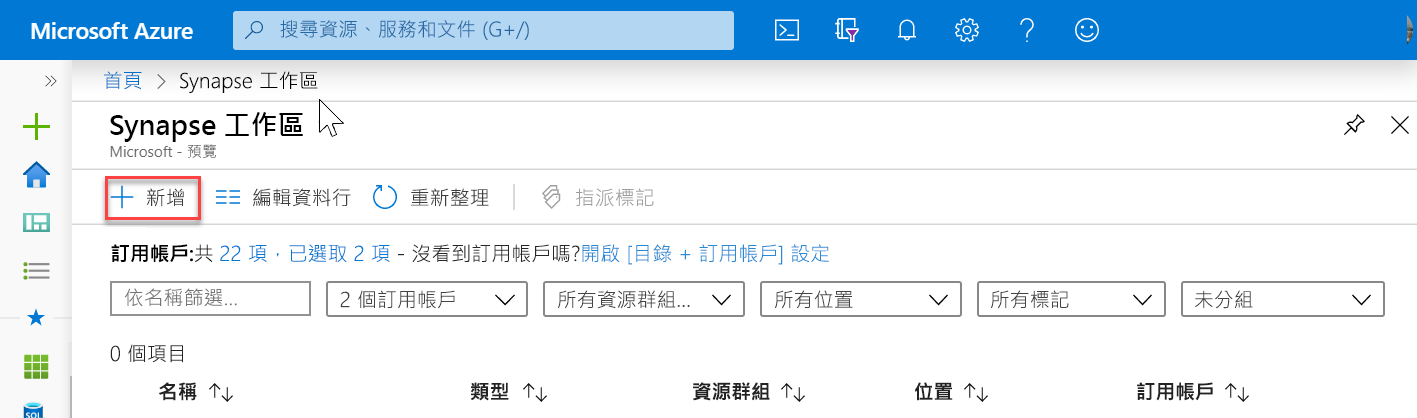 Microsoft Azure 搜尋資源、服務和文件 (G+/)
首頁 > Synapse 工作區
Synapse 工作區
Microsoft - 預覽
新增 編輯資料行 重新整理 指派標記
訂用帳戶:共 22 項，已選取 2 項 - 沒看到訂用帳戶嗎?開啟 [目錄 + 訂用帳戶] 設定
依名稱篩選... 2 個訂用帳戶 所有資源群組... 所有位置 所有標記 未分組
0 個項目
名稱 ↑↓ 類型 ↑↓ 資源群組 ↑↓ 位置 ↑↓ 訂用帳戶 ↑↓
SQL